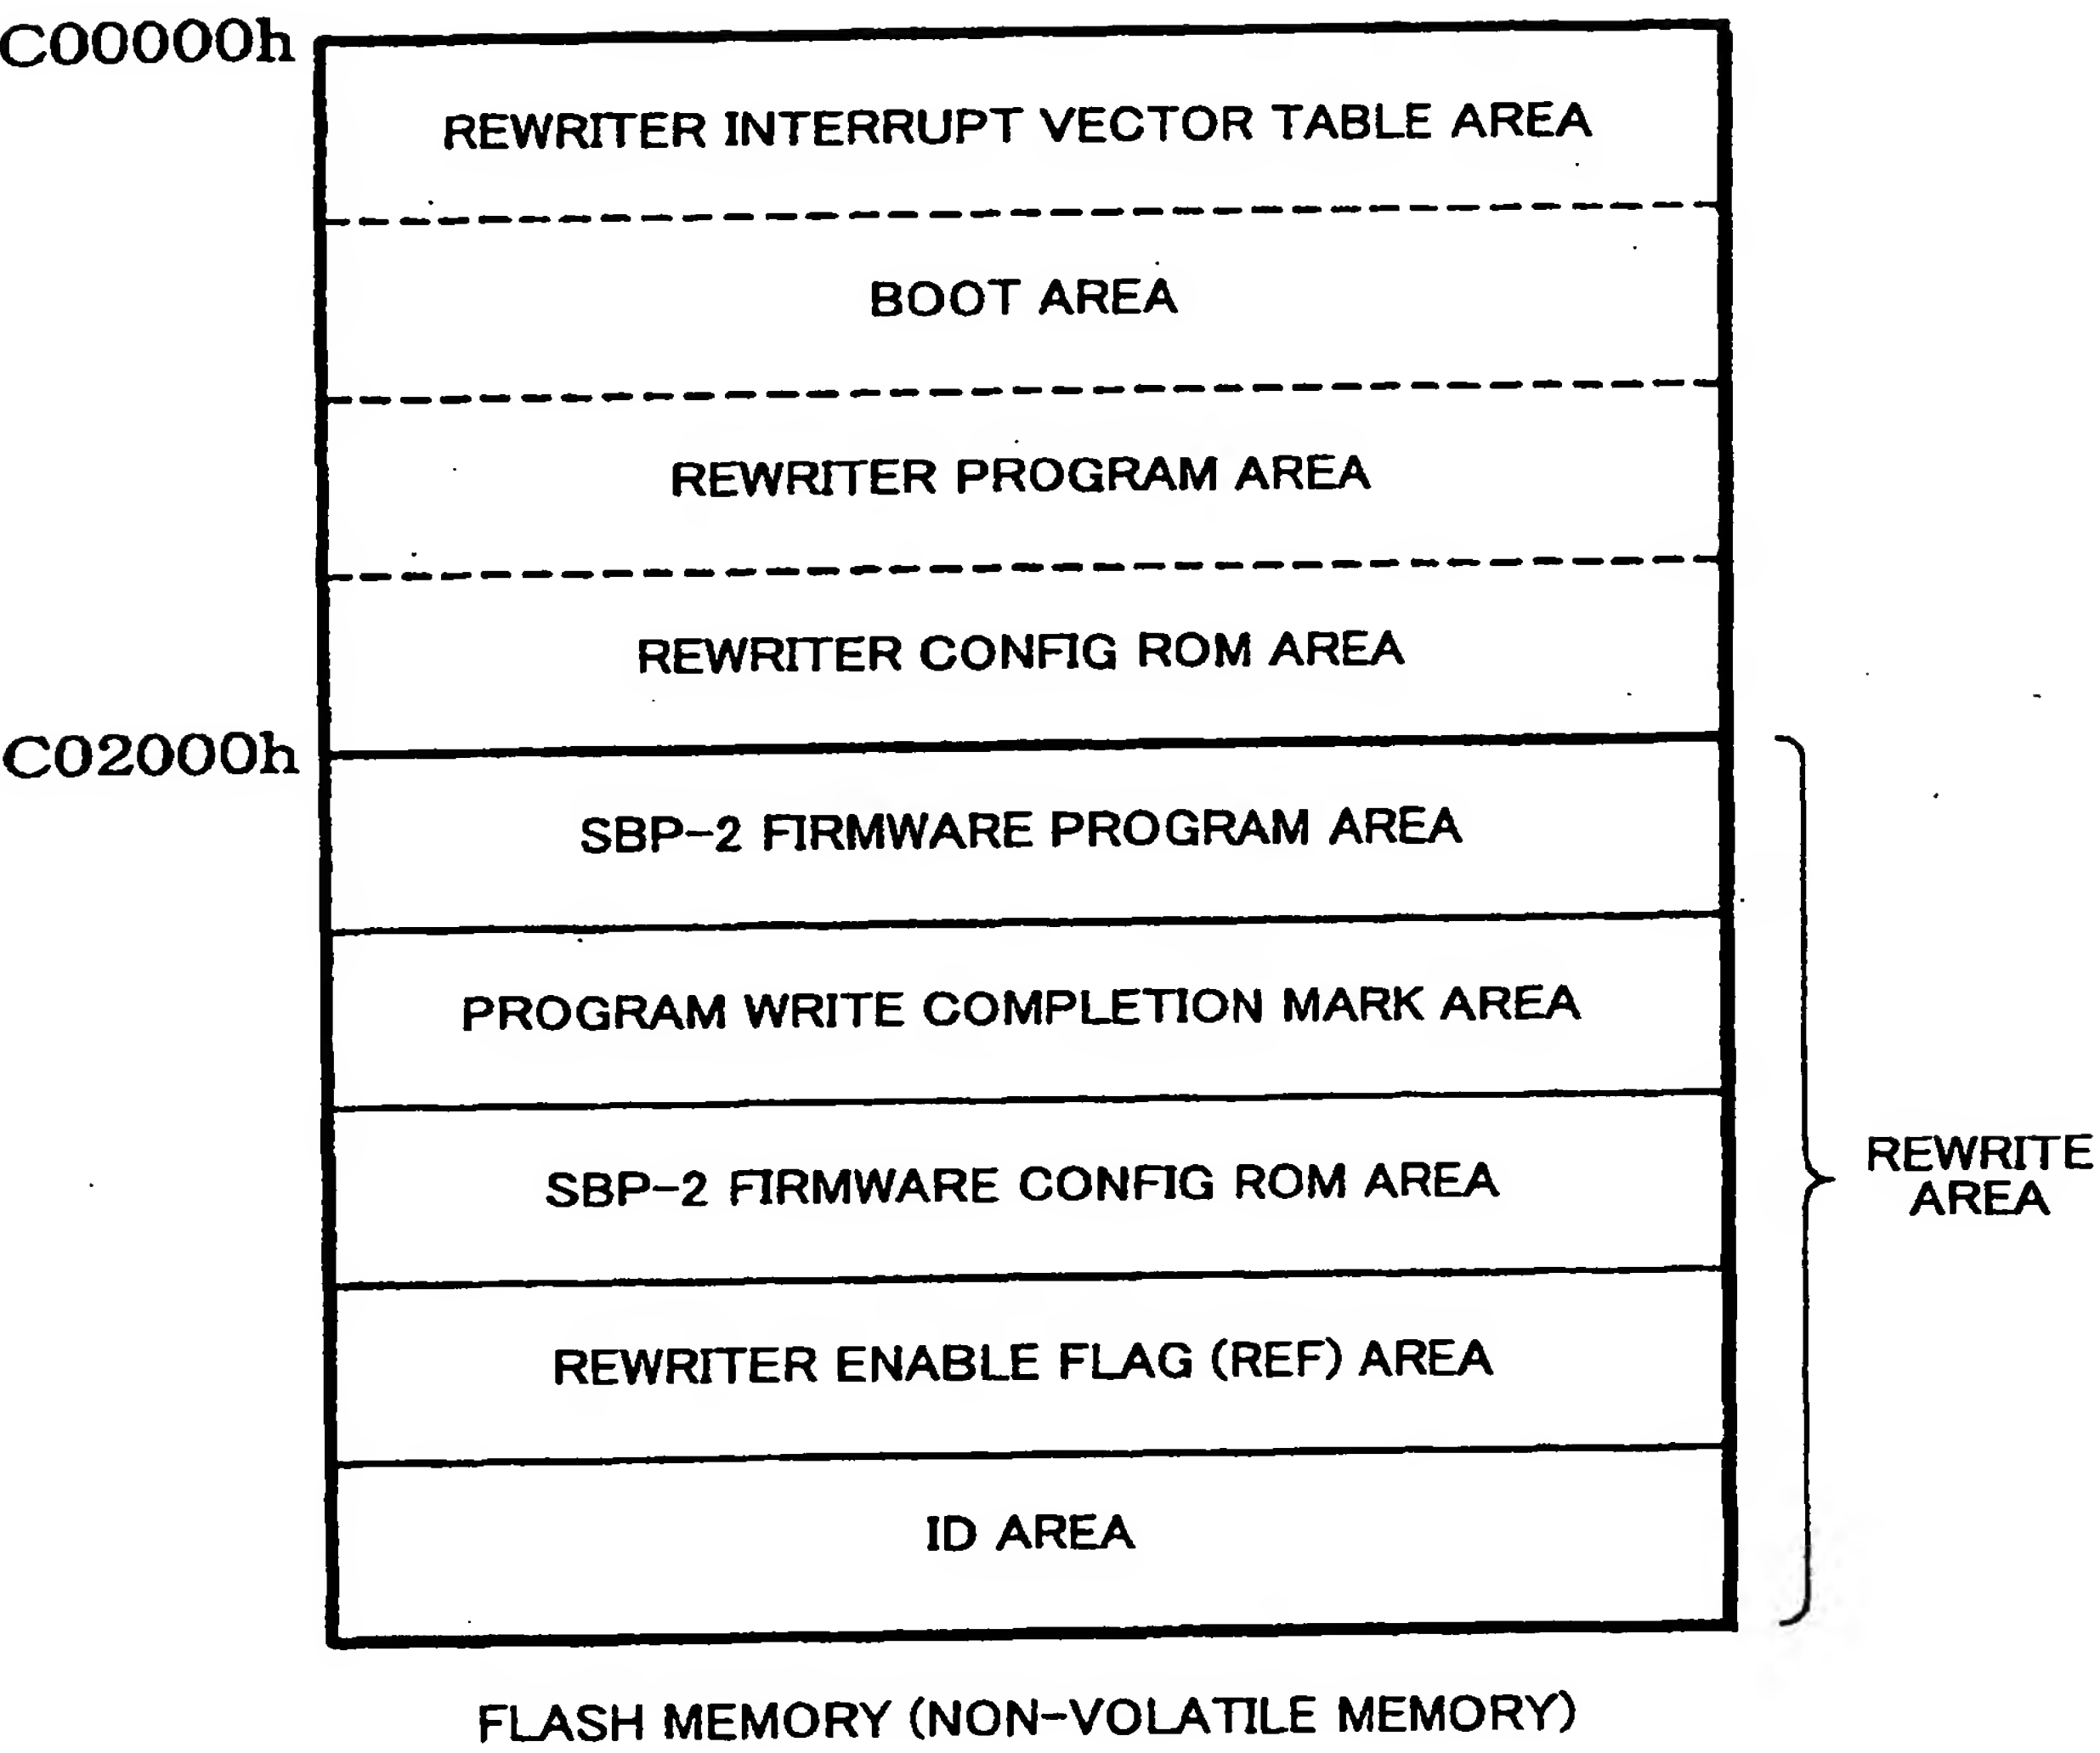 C00000h
REWRITER INTERRUPT VECTOR TABLE AREA
BOOT AREA
REWRITER PROGRAM AREA
REWRITER CONFIG ROM AREA
C02000h
SBP-2 FIRMWARE PROGRAM AREA
PROGRAM WRITE COMPLETION MARK AREA
SBP-2 FIRMWARE CONFIG ROM AREA
REWRITE
AREA
REWRITER ENABLE FLAG (REF) AREA
ID AREA
FLASH MEMORY (NON-VOLATILE MEMORY)